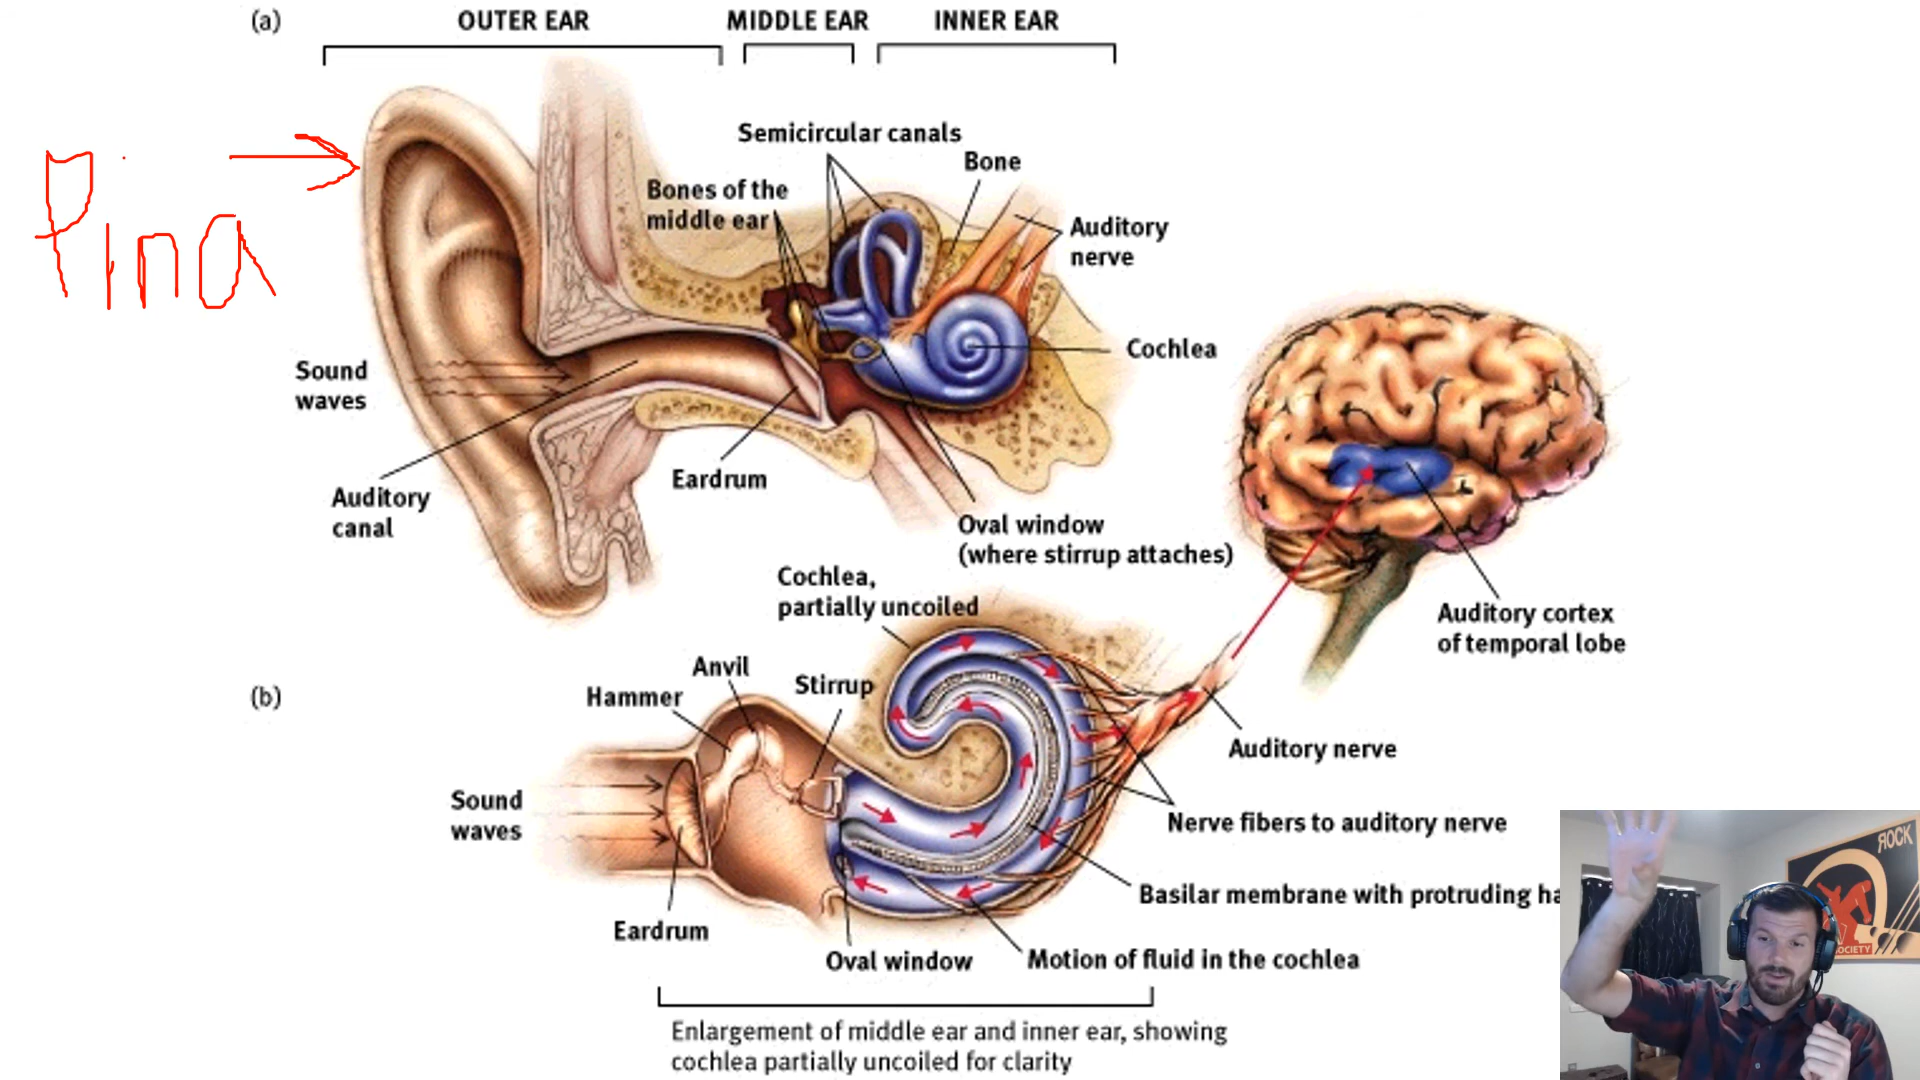 (a)
OUTER EAR
MIDDLE EAR
INNER EAR
Pina
Semicircular canals
Bone
Bones of the
middle ear
Auditory
nerve
Sound
waves
Cochlea
Auditory
canal
Eardrum
Oval window
(where stirrup attaches)
Auditory cortex
of temporal lobe
Cochlea,
partially uncoiled
(b)
Anvil
Hammer
Stirrup
Auditory nerve
Sound
waves
Nerve fibers to auditory nerve
Basilar membrane with protruding ha
Eardrum
Oval window
Motion of fluid in the cochlea
Enlargement of middle ear and inner ear, showing
cochlea partially uncoiled for clarity
ROCK
OCIETY